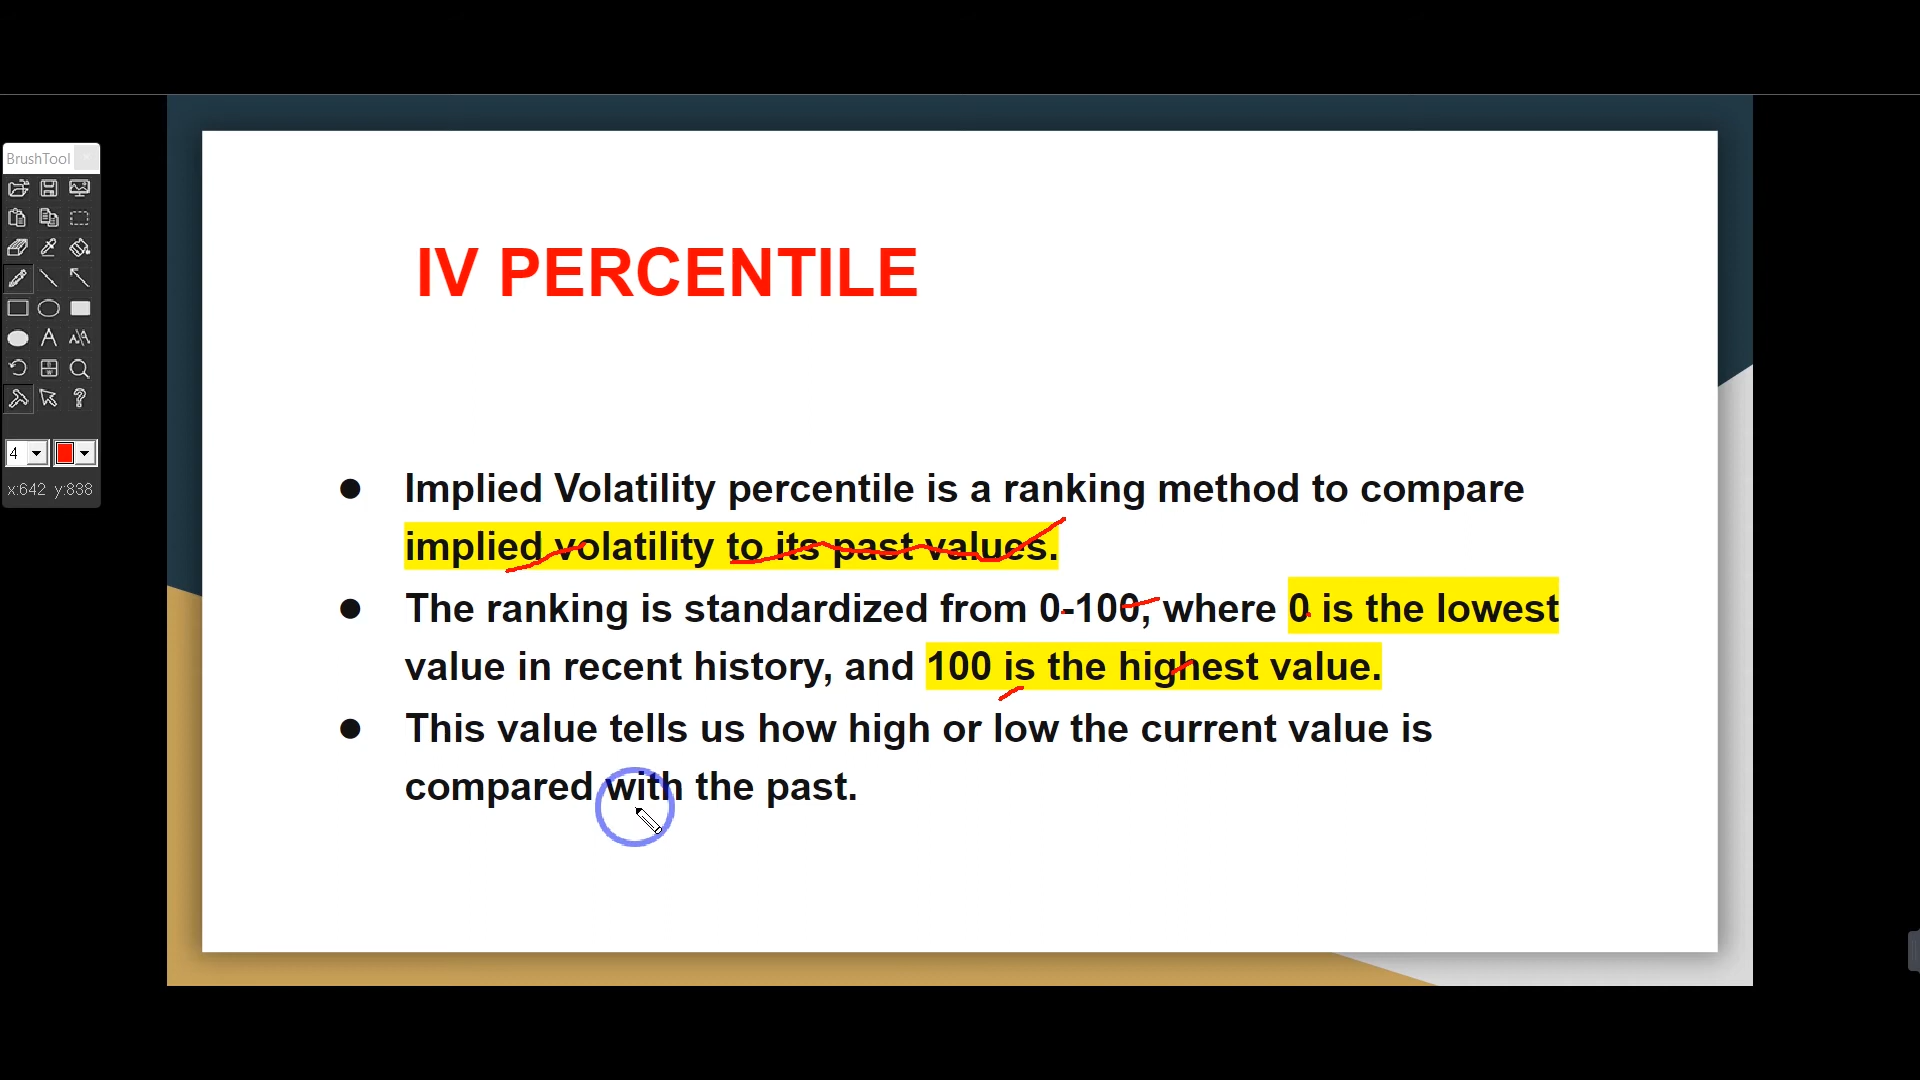 BrushTool
IV PERCENTILE
● Implied Volatility percentile is a ranking method to compare
implied volatility to its past values.
● The ranking is standardized from 0-100, where 0 is the lowest
value in recent history, and 100 is the highest value.
● This value tells us how high or low the current value is
compared with the past.
4
x:642 y:838